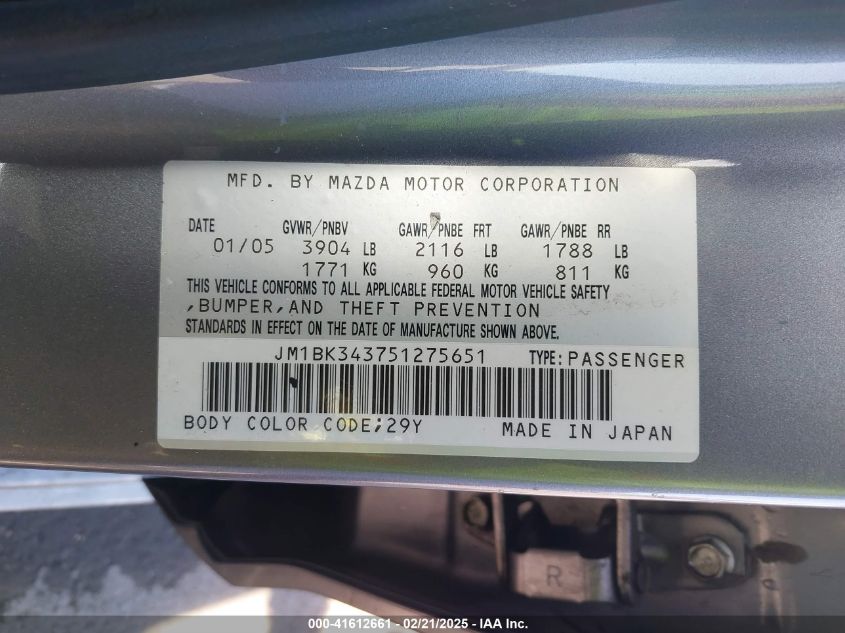 MFD. BY MAZDA MOTOR CORPORATION
DATE GVWR/PNBV GAWR/PNBE FRT GAWR/PNBE RR
01/05 3904 LB 2116 LB 1788 LB
1771 KG 960 KG 811 KG
THIS VEHICLE CONFORMS TO ALL APPLICABLE FEDERAL MOTOR VEHICLE SAFETY
,BUMPER,AND THEFT PREVENTION
STANDARDS IN EFFECT ON THE DATE OF MANUFACTURE SHOWN ABOVE.
JM1BK343751275651 TYPE:PASSENGER
BODY COLOR CODE;29Y MADE IN JAPAN
R
000-41612661 - 02/21/2025 - IAA Inc.